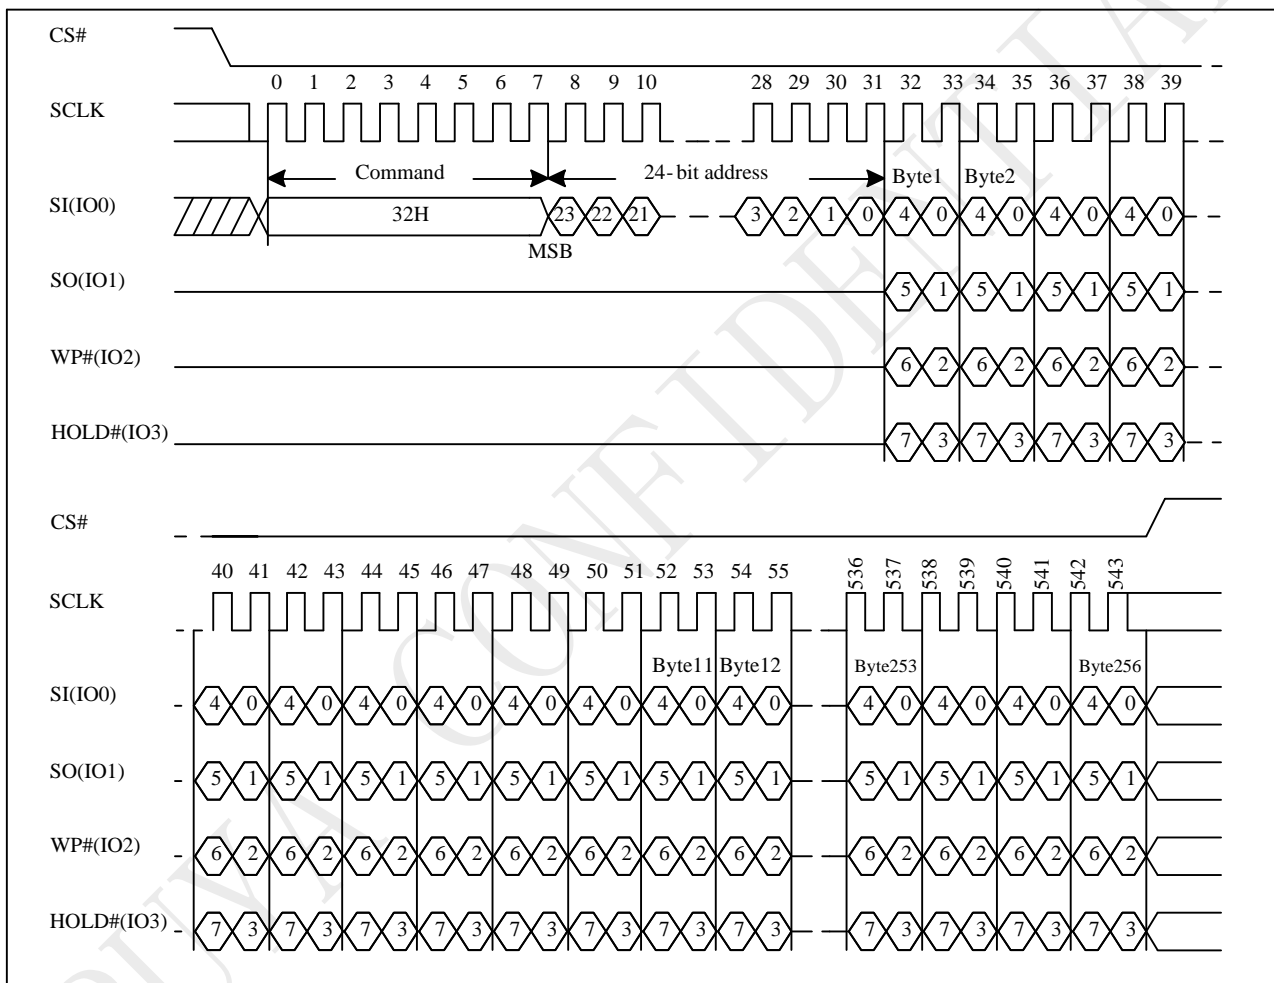 CS#
0 1 2 3 4 5 6 7 8 9 10 28 29 30 31 32 33 34 35 36 37 38 39
SCLK
Command 24-bit address Byte1 Byte2
SI(IO0) 32H 23 22 21 3 2 1 0 4 0 4 0 4 0 4 0
MSB
SO(IO1) 5 1 5 1 5 1 5 1
WP#(IO2) 6 2 6 2 6 2 6 2
HOLD#(IO3) 7 3 7 3 7 3 7 3
CS#
40 41 42 43 44 45 46 47 48 49 50 51 52 53 54 55 536 537 538 539 540 541 542 543
SCLK
Byte11 Byte12 Byte253 Byte256
SI(IO0) 4 0 4 0 4 0 4 0 4 0 4 0 4 0 4 0 4 0 4 0 4 0 4 0
SO(IO1) 5 1 5 1 5 1 5 1 5 1 5 1 5 1 5 1 5 1 5 1 5 1 5 1
WP#(IO2) 6 2 6 2 6 2 6 2 6 2 6 2 6 2 6 2 6 2 6 2 6 2 6 2
HOLD#(IO3) 7 3 7 3 7 3 7 3 7 3 7 3 7 3 7 3 7 3 7 3 7 3 7 3